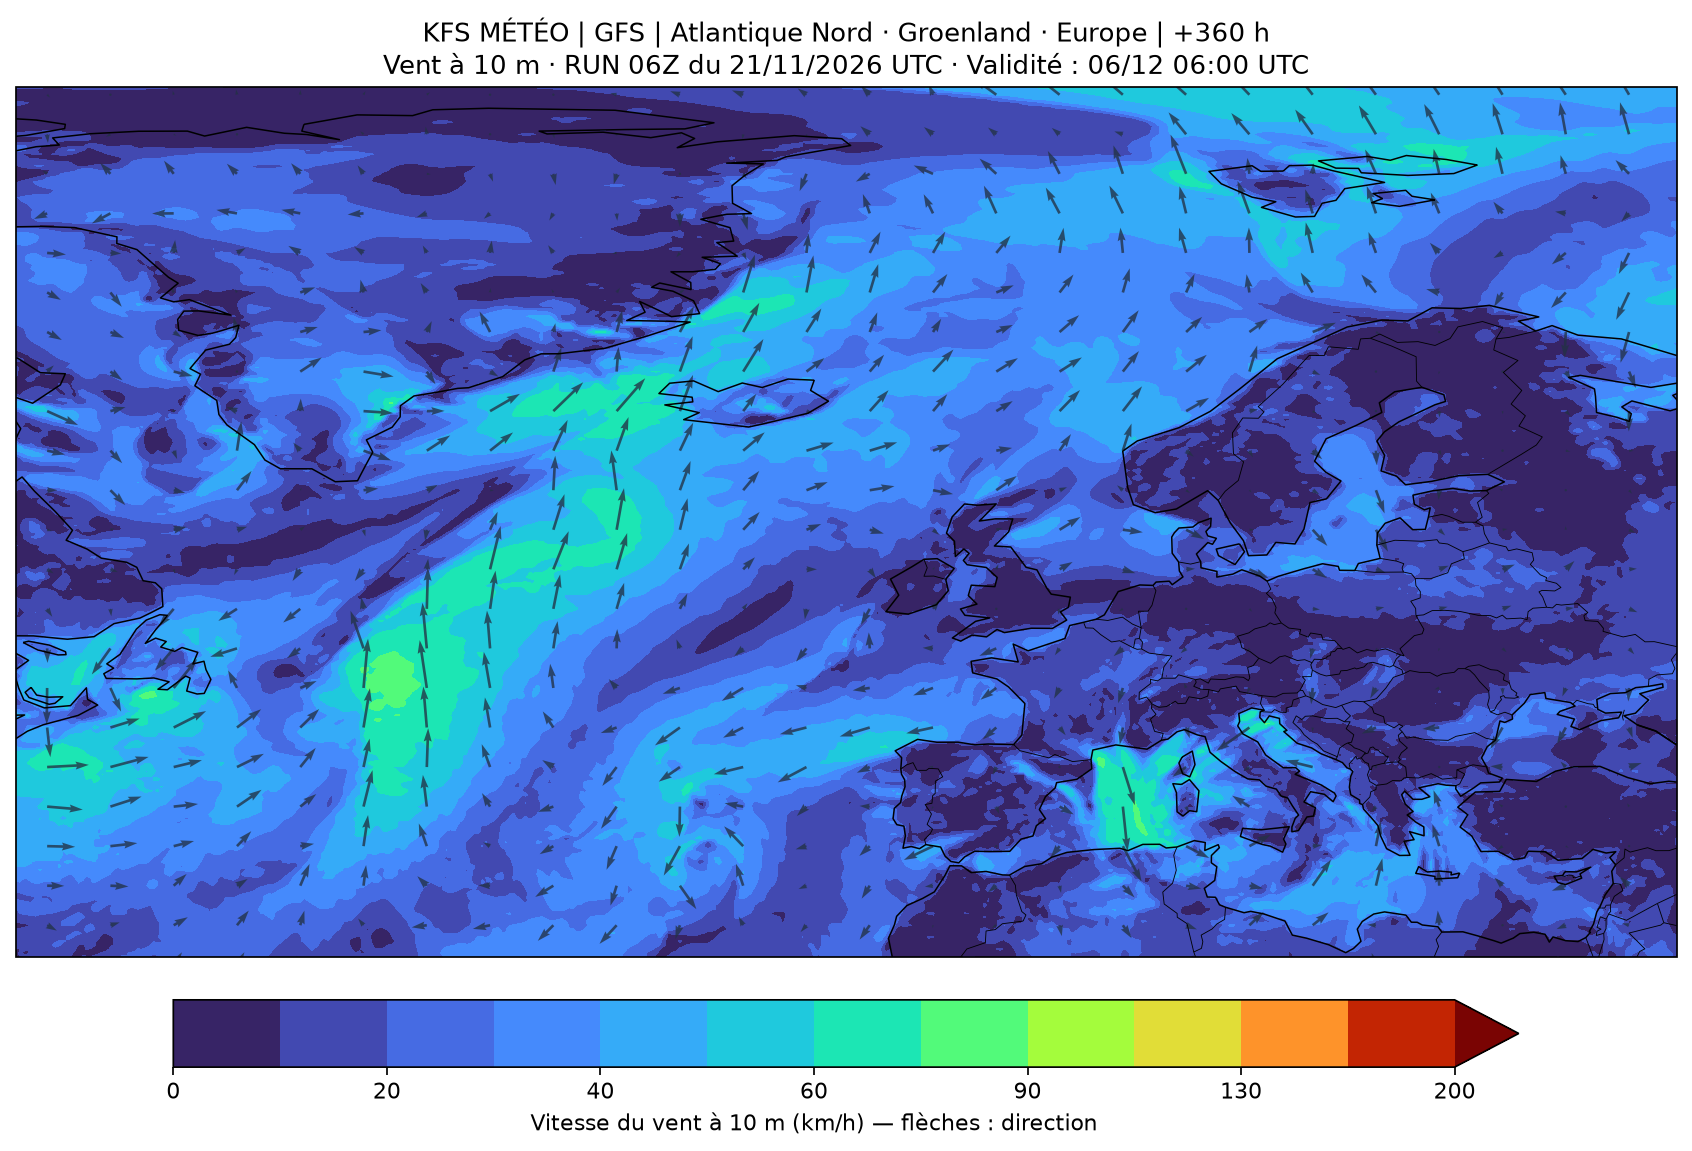 KFS MÉTÉO | GFS | Atlantique Nord · Groenland · Europe | +360 h
Vent à 10 m · RUN 06Z du 21/11/2026 UTC · Validité : 06/12 06:00 UTC
0 20 40 60 90 130 200
Vitesse du vent à 10 m (km/h) — flèches : direction